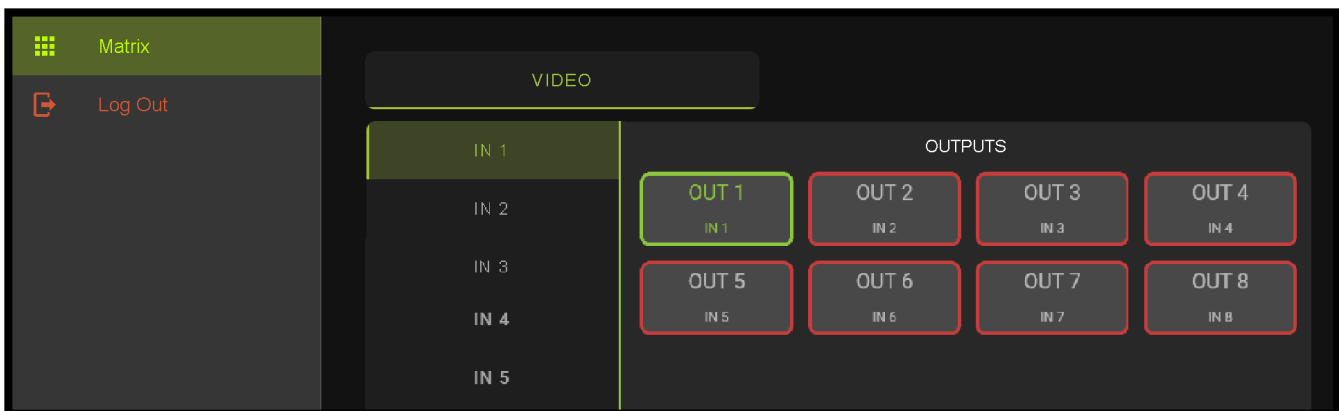 Matrix
Log Out
VIDEO
IN 1
IN 2
IN 3
IN 4
IN 5
OUTPUTS
OUT 1 OUT 2 OUT 3 OUT 4
IN 1 IN 2 IN 3 IN 4
OUT 5 OUT 6 OUT 7 OUT 8
IN 5 IN 6 IN 7 IN 8